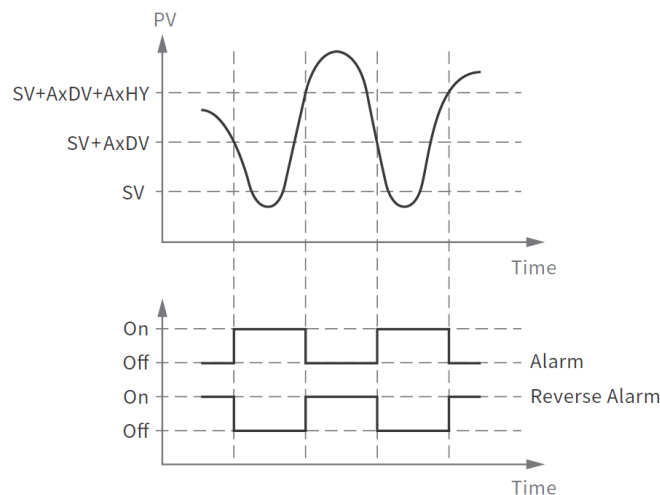 PV
SV+AxDV+AxHY
SV+AxDV
SV
Time
On
Off
Alarm
On
Reverse Alarm
Off
Time